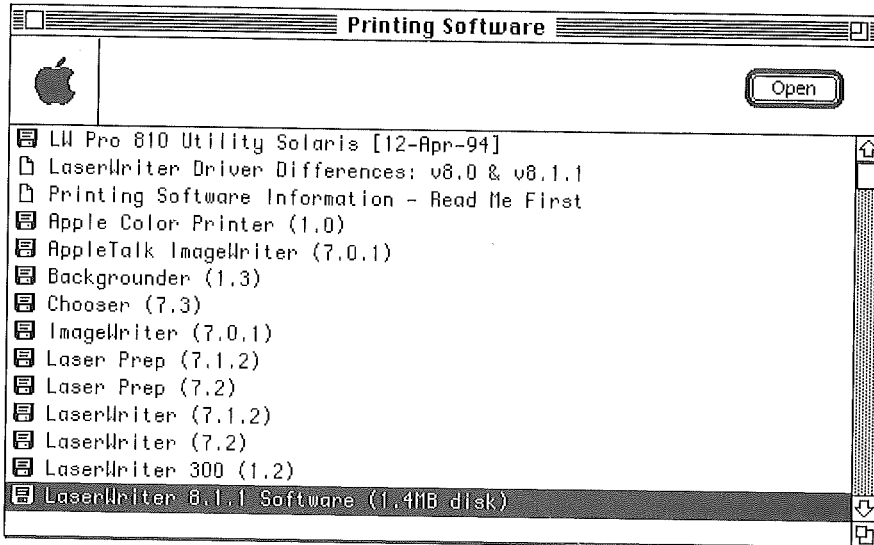 Printing Software
Open
LW Pro 810 Utility Solaris [12-Apr-94]
LaserWriter Driver Differences: v8.0 & v8.1.1
Printing Software Information - Read Me First
Apple Color Printer (1.0)
AppleTalk ImageWriter (7.0.1)
Backgrounder (1.3)
Chooser (7.3)
ImageWriter (7.0.1)
Laser Prep (7.1.2)
Laser Prep (7.2)
LaserWriter (7.1.2)
LaserWriter (7.2)
LaserWriter 300 (1.2)
LaserWriter 8.1.1 Software (1.4MB disk)